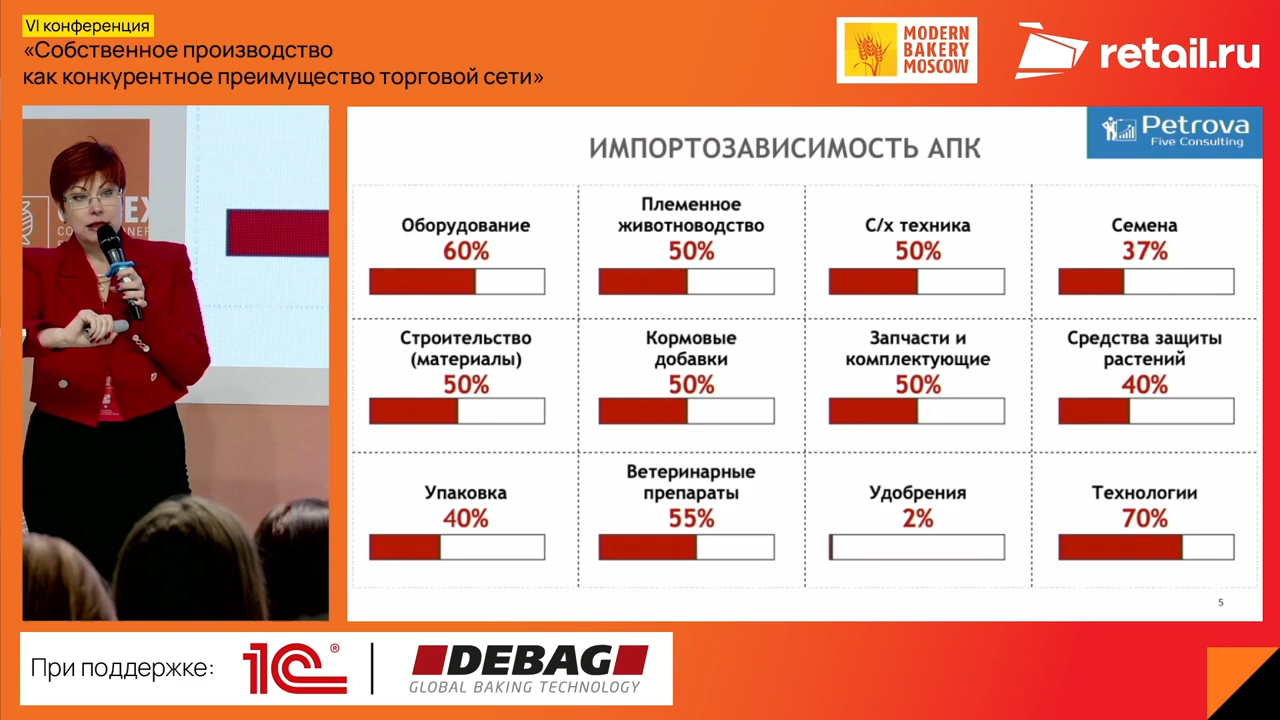 VI конференция
«Собственное производство
как конкурентное преимущество торговой сети»
MODERN
BAKERY
MOSCOW
retail.ru
Petrova
Five Consulting
ИМПОРТОЗАВИСИМОСТЬ АПК
Оборудование
60%
Племенное
животноводство
50%
С/х техника
50%
Семена
37%
Строительство
(материалы)
50%
Кормовые
добавки
50%
Запчасти и
комплектующие
50%
Средства защиты
растений
40%
Упаковка
40%
Ветеринарные
препараты
55%
Удобрения
2%
Технологии
70%
5
При поддержке:
1C®
DEBAG
GLOBAL BAKING TECHNOLOGY